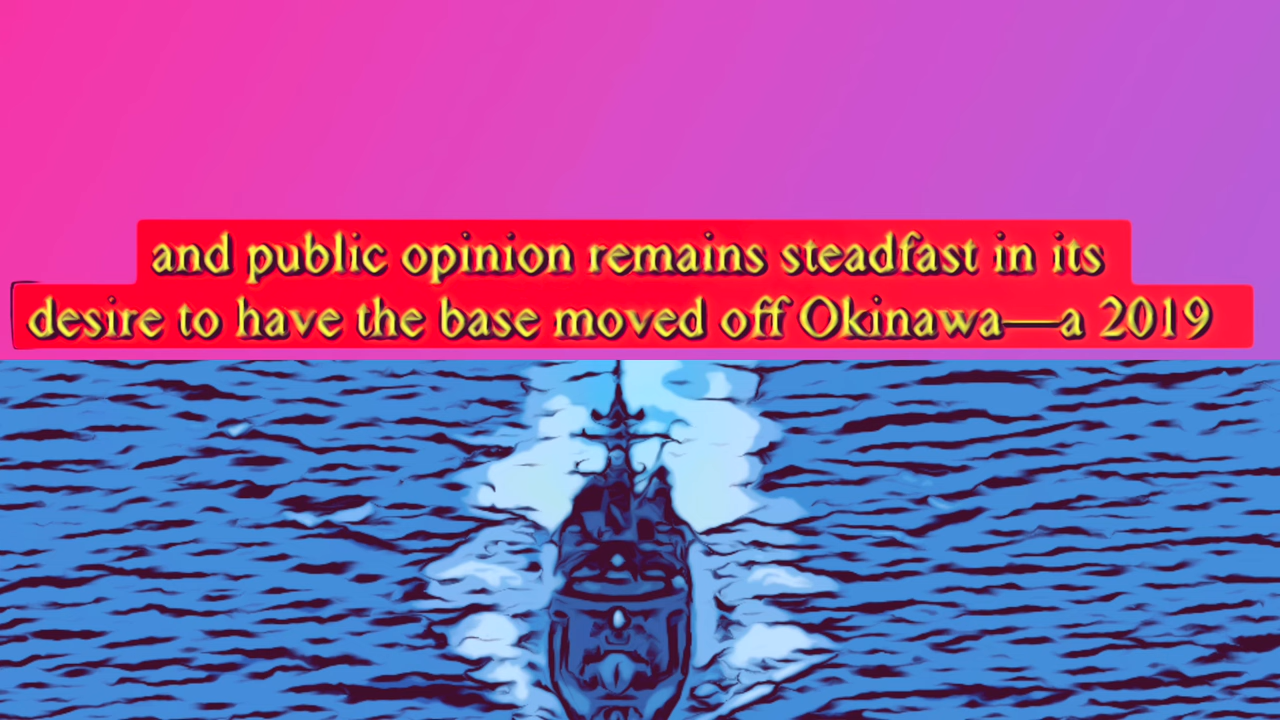 and public opinion remains steadfast in its
desire to have the base moved off Okinawa—a 2019